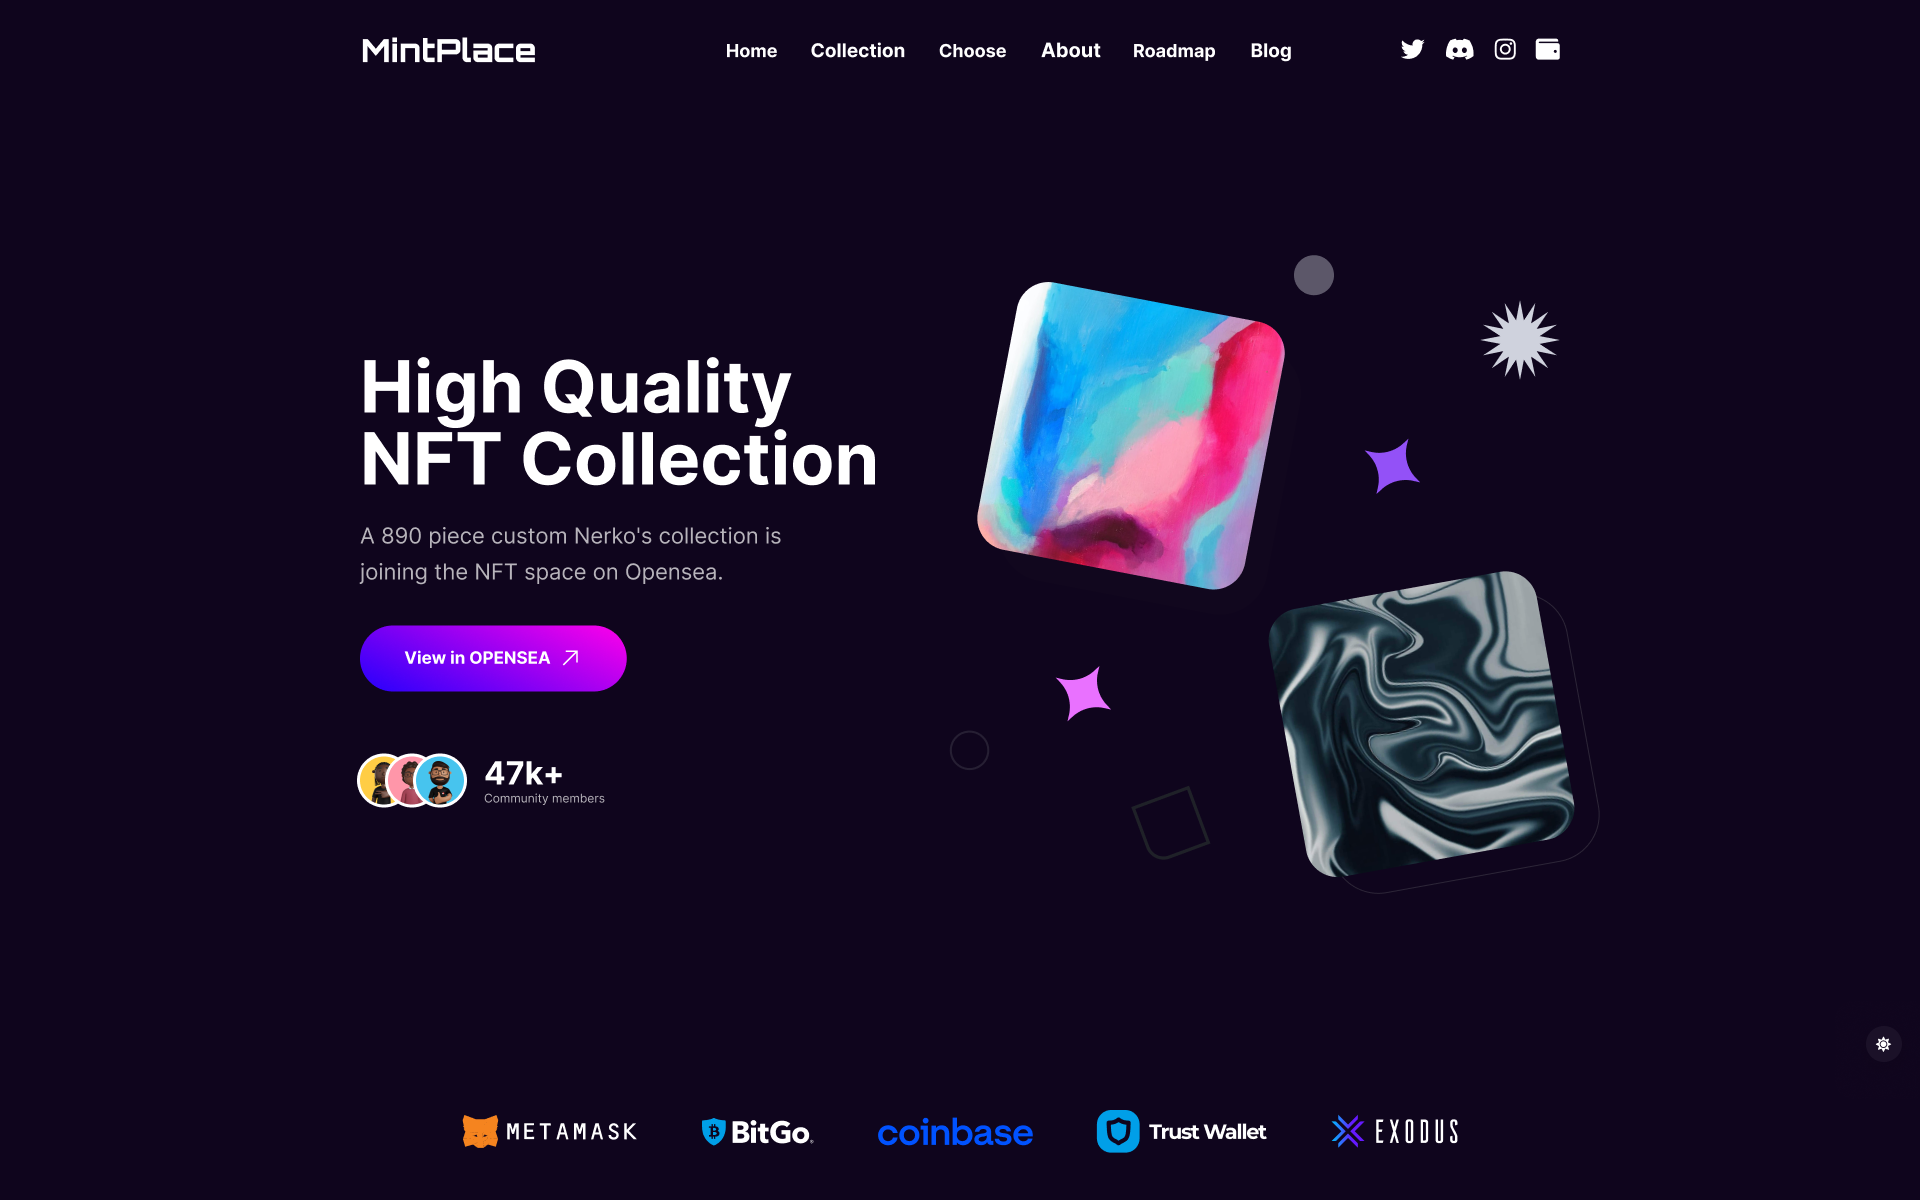 MintPlace
Home Collection Choose About Roadmap Blog
High Quality
NFT Collection
A 890 piece custom Nerko's collection is
joining the NFT space on Opensea.
View in OPENSEA
47k+
Community members
METAMASK BitGo coinbase Trust Wallet EXODUS